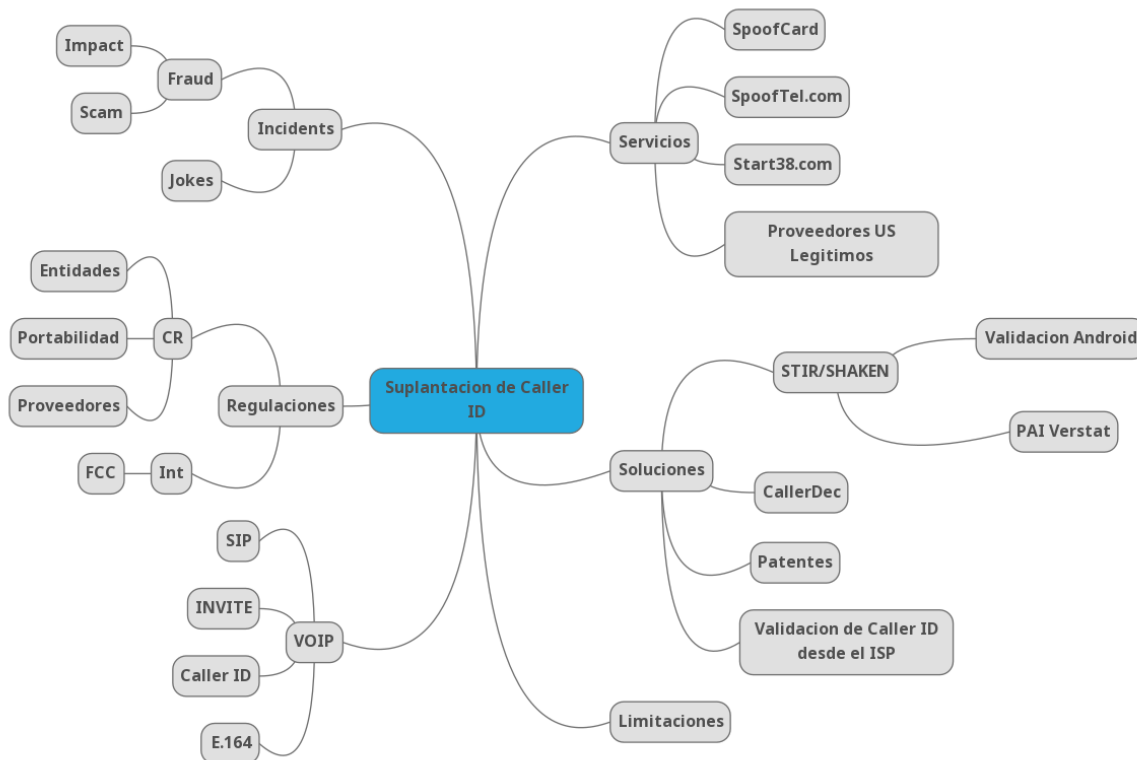 Suplantacion de Caller
ID
Incidents
Fraud
Impact
Scam
Jokes
Regulaciones
CR
Entidades
Portabilidad
Proveedores
Int
FCC
VOIP
SIP
INVITE
Caller ID
E.164
Servicios
SpoofCard
SpoofTel.com
Start38.com
Proveedores US
Legitimos
Soluciones
STIR/SHAKEN
Validacion Android
PAI Verstat
CallerDec
Patentes
Validacion de Caller ID
desde el ISP
Limitaciones